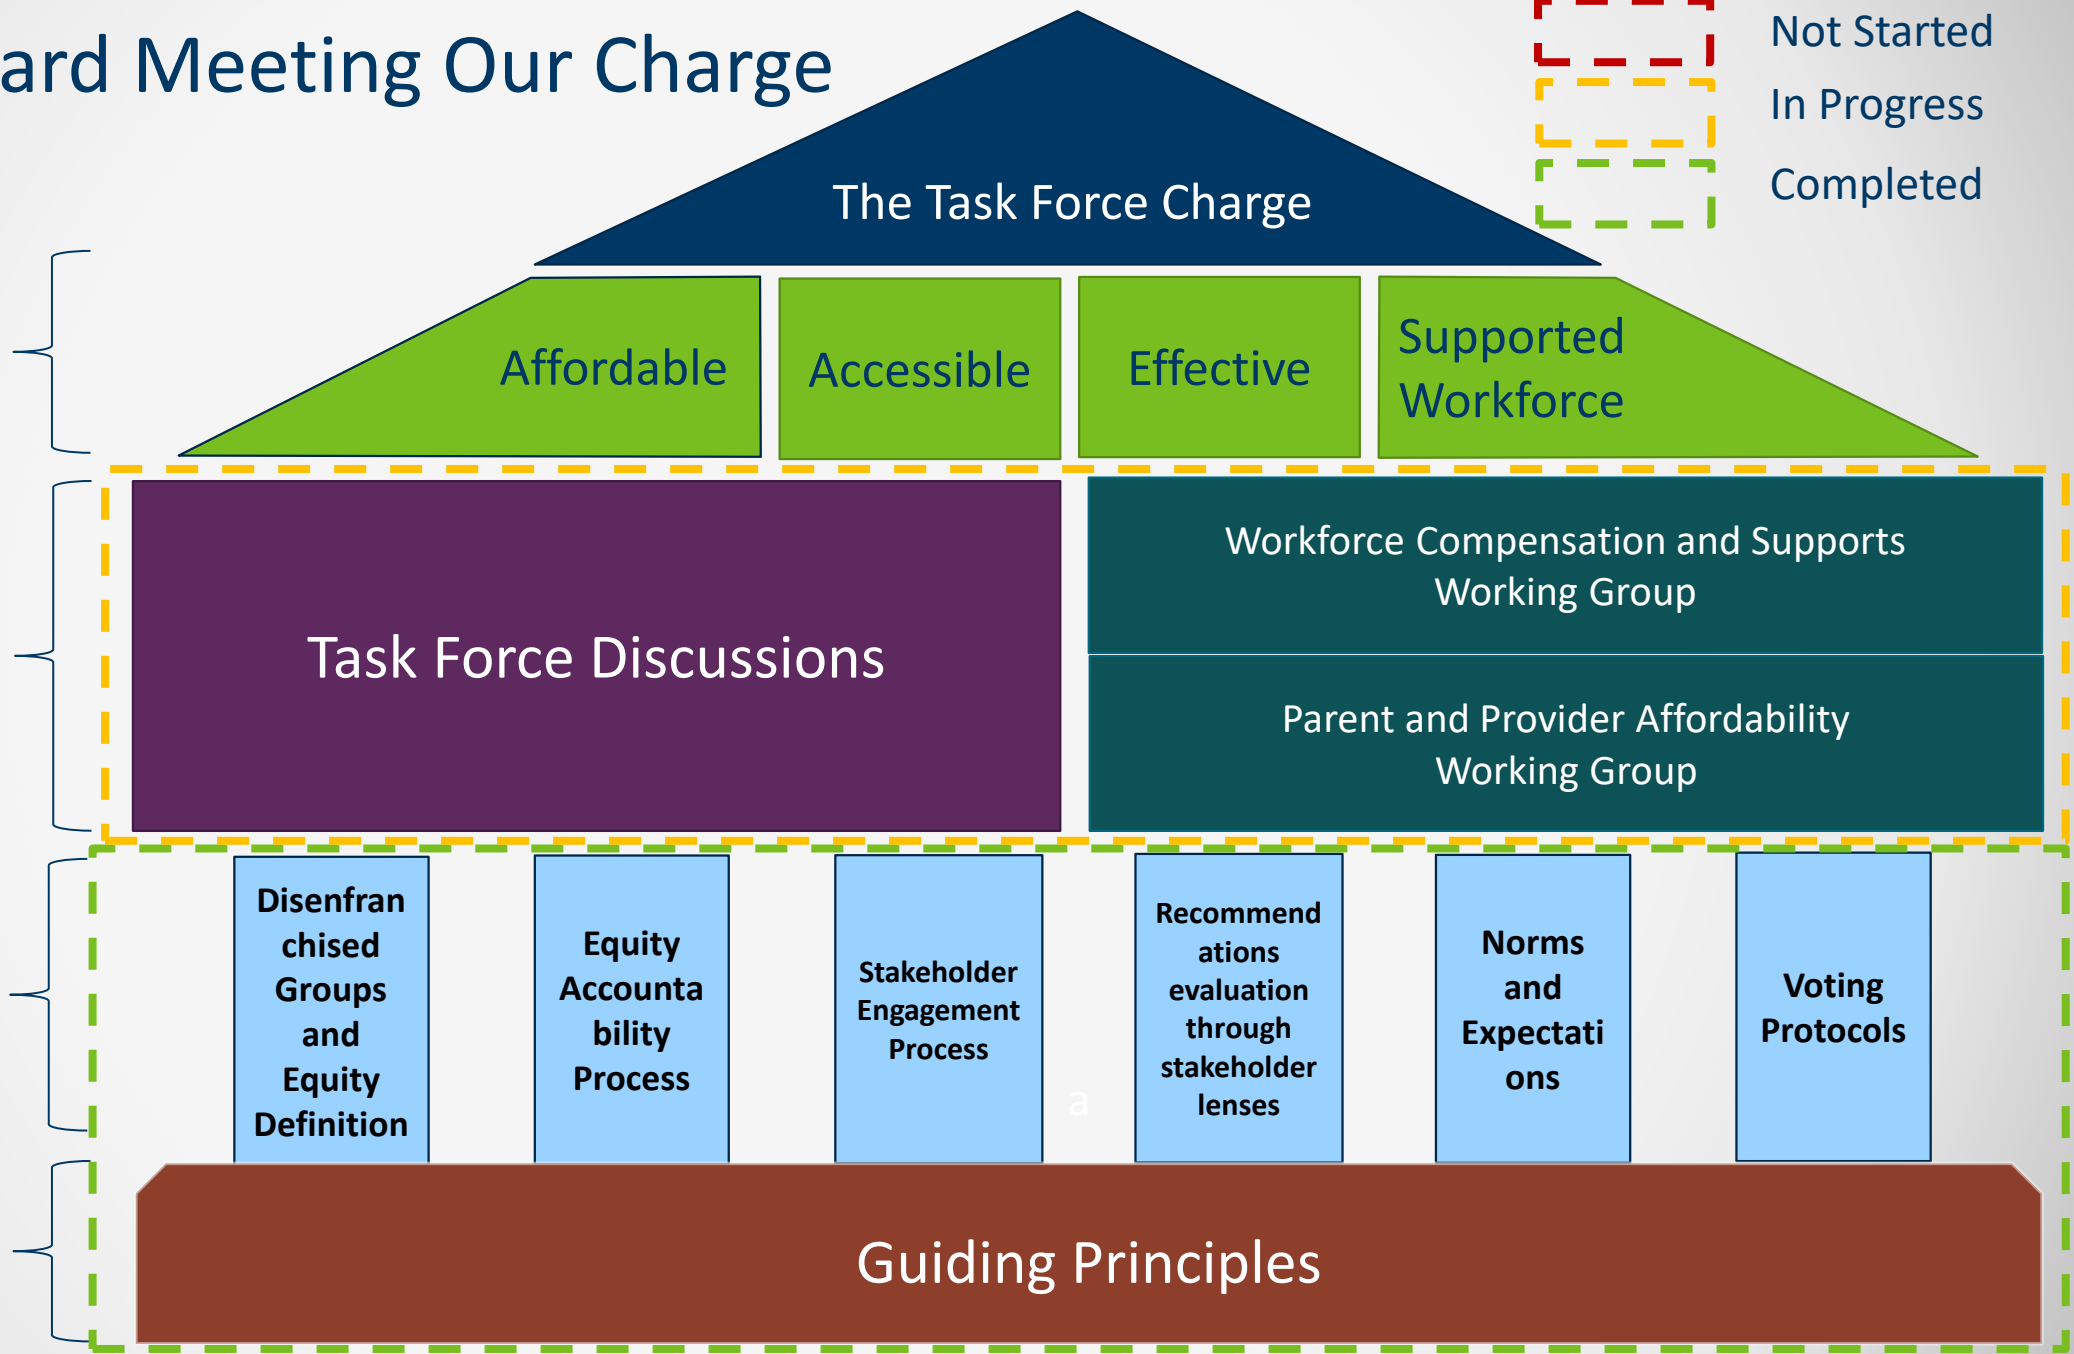 ard Meeting Our Charge
Not Started
In Progress
Completed
The Task Force Charge
Affordable
Accessible
Effective
Supported
Workforce
Task Force Discussions
Workforce Compensation and Supports
Working Group
Parent and Provider Affordability
Working Group
Disenfran
chised
Groups
and
Equity
Definition
Equity
Accounta
bility
Process
Stakeholder
Engagement
Process
a
Recommend
ations
evaluation
through
stakeholder
lenses
Norms
and
Expectati
ons
Voting
Protocols
Guiding Principles